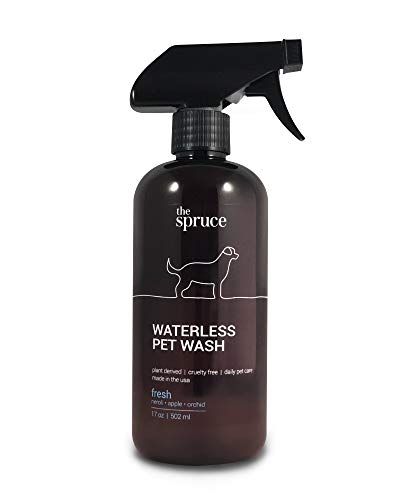 the
spruce
WATERLESS
PET WASH
plant derived | cruelty free | daily pet care
made in the usa
fresh
neroli • apple • orchid
17 oz | 502 ml